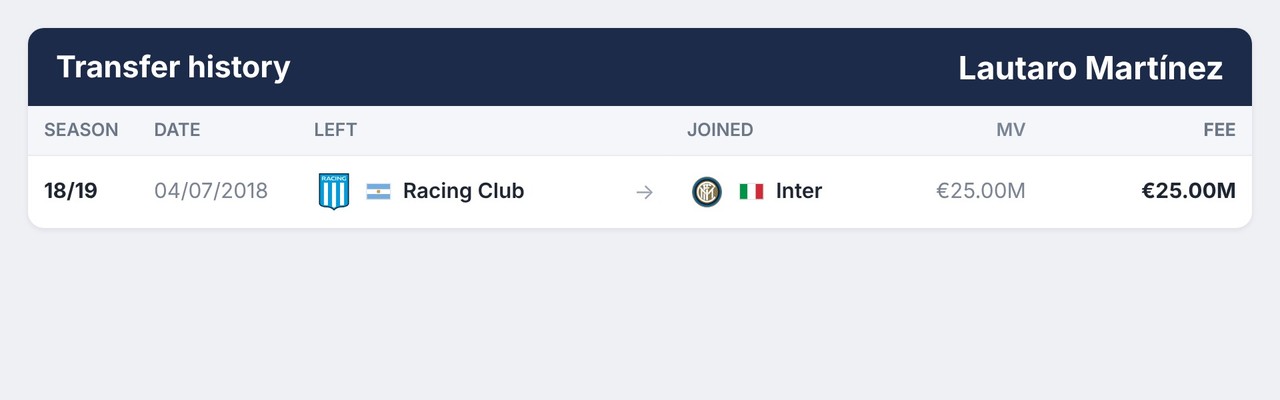 Transfer history Lautaro Martínez
SEASON DATE LEFT JOINED MV FEE
RACING
18/19 04/07/2018 Racing Club → Inter €25.00M €25.00M